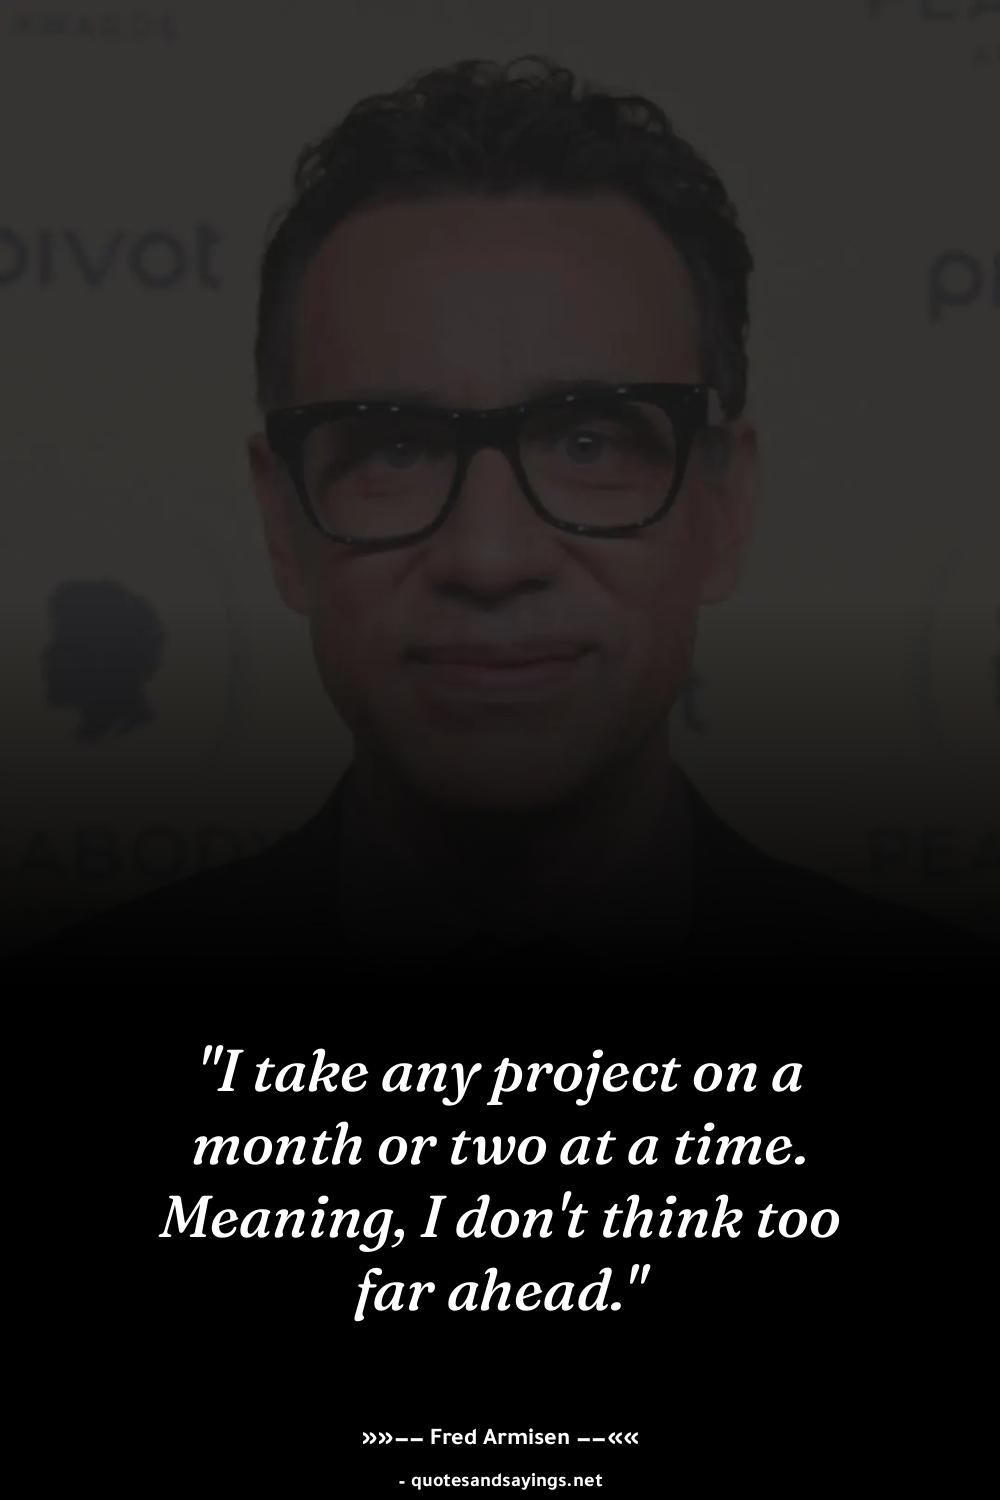 AWARDS
pivot
"I take any project on a
month or two at a time.
Meaning, I don't think too
far ahead."
»»–– Fred Armisen ––««
- quotesandsayings.net